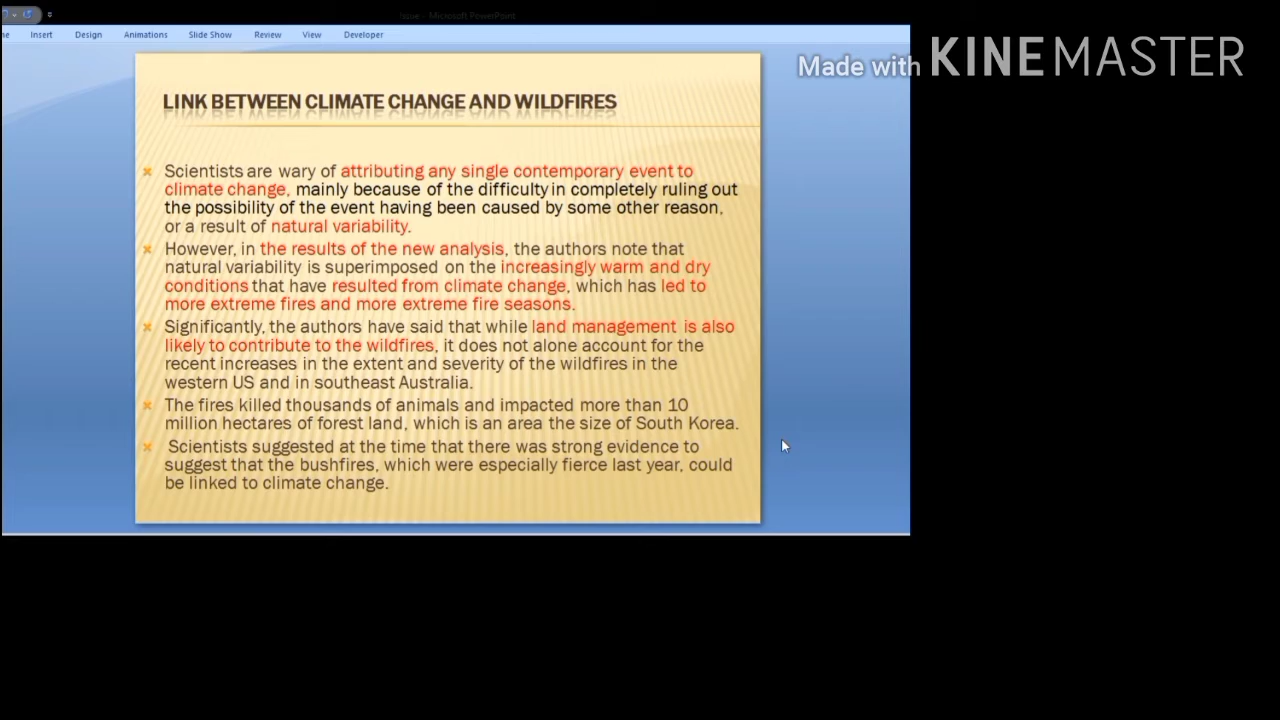 Microsoft PowerPoint
Insert Design Animations Slide Show Review View Developer
Made with KINEMASTER
LINK BETWEEN CLIMATE CHANGE AND WILDFIRES
Scientists are wary of attributing any single contemporary event to
climate change, mainly because of the difficulty in completely ruling out
the possibility of the event having been caused by some other reason,
or a result of natural variability.
However, in the results of the new analysis, the authors note that
natural variability is superimposed on the increasingly warm and dry
conditions that have resulted from climate change, which has led to
more extreme fires and more extreme fire seasons.
Significantly, the authors have said that while land management is also
likely to contribute to the wildfires, it does not alone account for the
recent increases in the extent and severity of the wildfires in the
western US and in southeast Australia.
The fires killed thousands of animals and impacted more than 10
million hectares of forest land, which is an area the size of South Korea.
Scientists suggested at the time that there was strong evidence to
suggest that the bushfires, which were especially fierce last year, could
be linked to climate change.